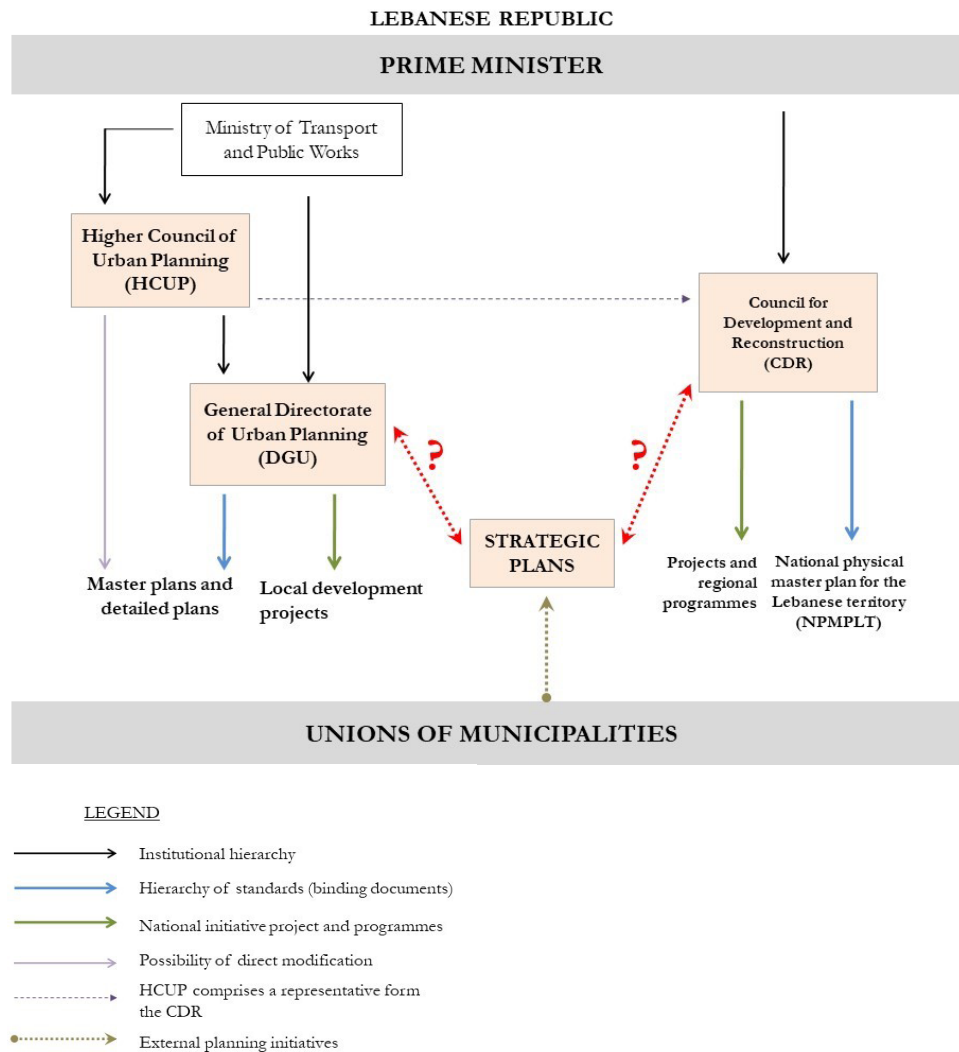 LEBANESE REPUBLIC
PRIME MINISTER
Ministry of Transport
and Public Works
Higher Council of
Urban Planning
(HCUP)
Council for
Development and
Reconstruction
(CDR)
General Directorate
of Urban Planning
(DGU)
?
?
STRATEGIC
PLANS
Master plans and
detailed plans
Local development
projects
Projects and
regional
programmes
National physical
master plan for the
Lebanese territory
(NPMPLT)
UNIONS OF MUNICIPALITIES
LEGEND
Institutional hierarchy
Hierarchy of standards (binding documents)
National initiative project and programmes
Possibility of direct modification
HCUP comprises a representative form
the CDR
External planning initiatives